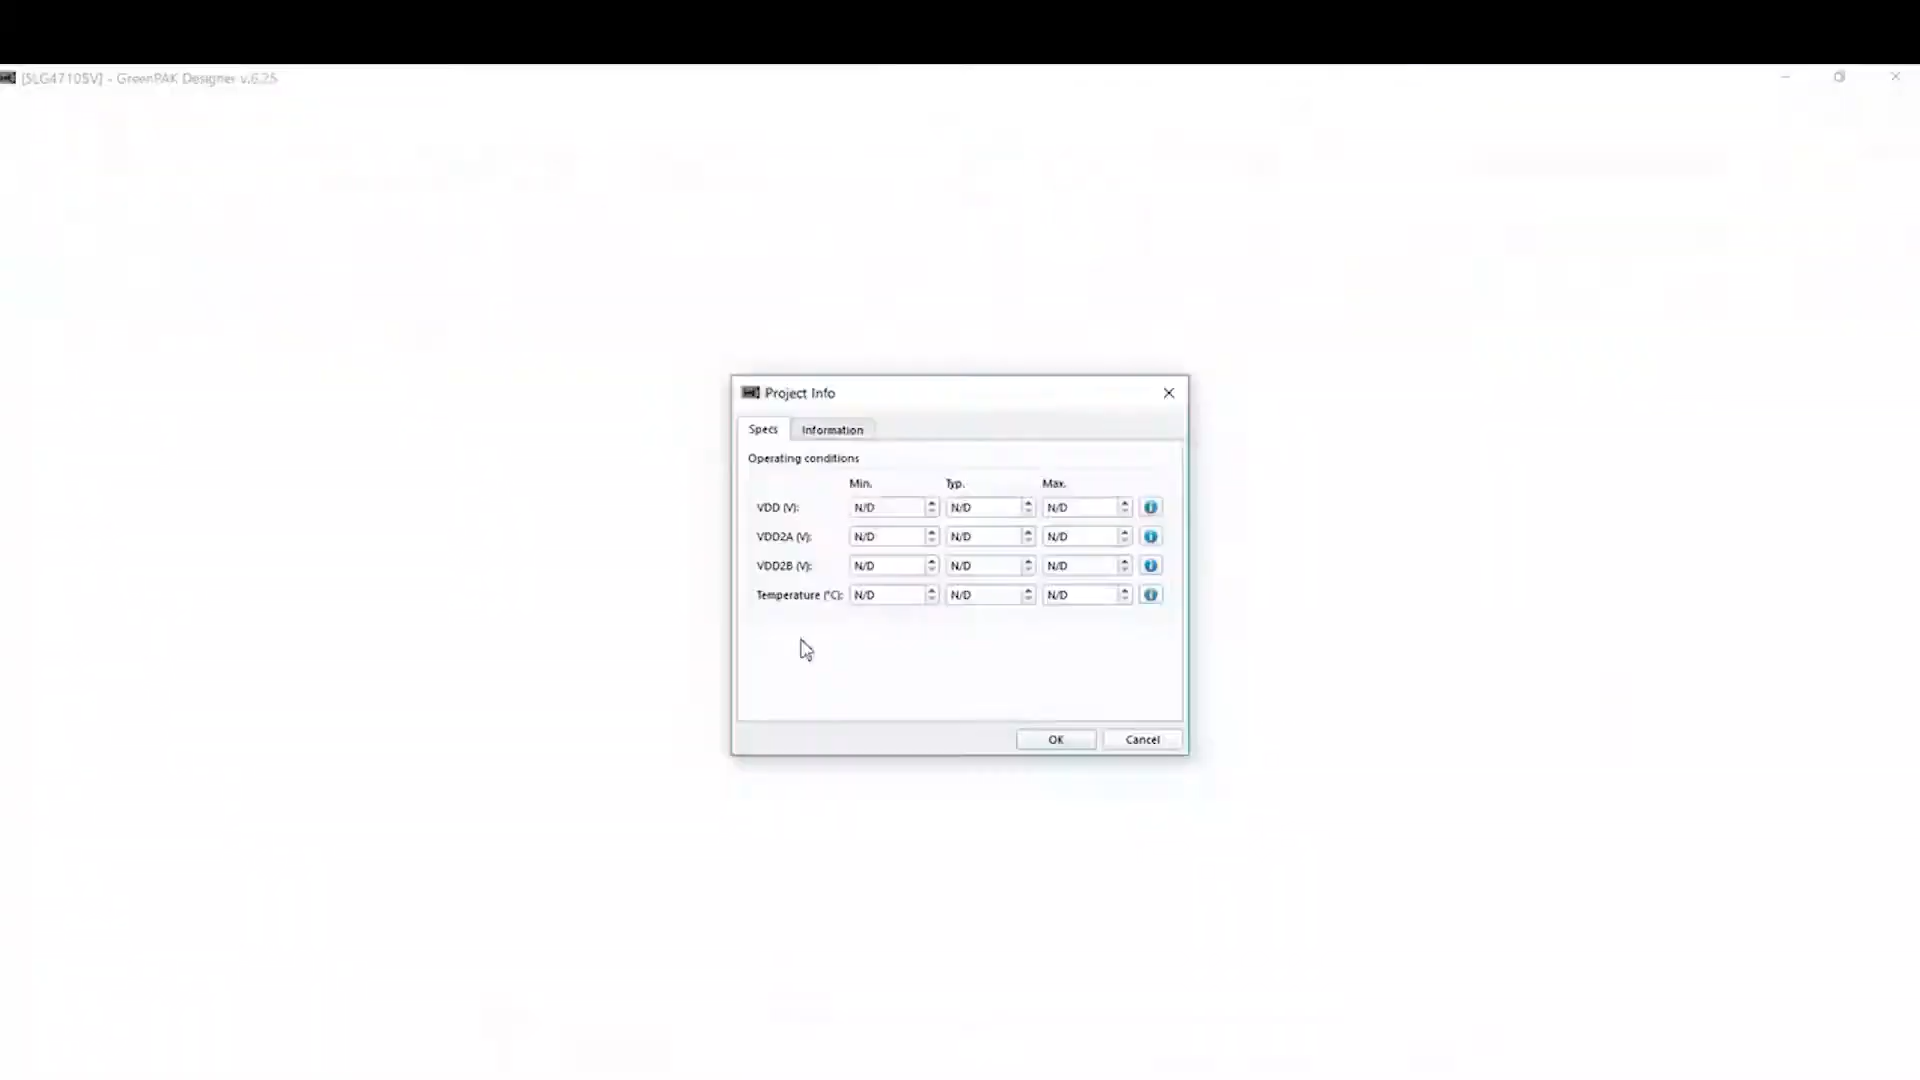 [SLG47105V] - GreenPAK Designer v.6.25
Project Info
Specs Information
Operating conditions
Min. Typ. Max.
VDD (V): N/D N/D N/D
VDD2A (V): N/D N/D N/D
VDD2B (V): N/D N/D N/D
Temperature (°C): N/D N/D N/D
OK Cancel